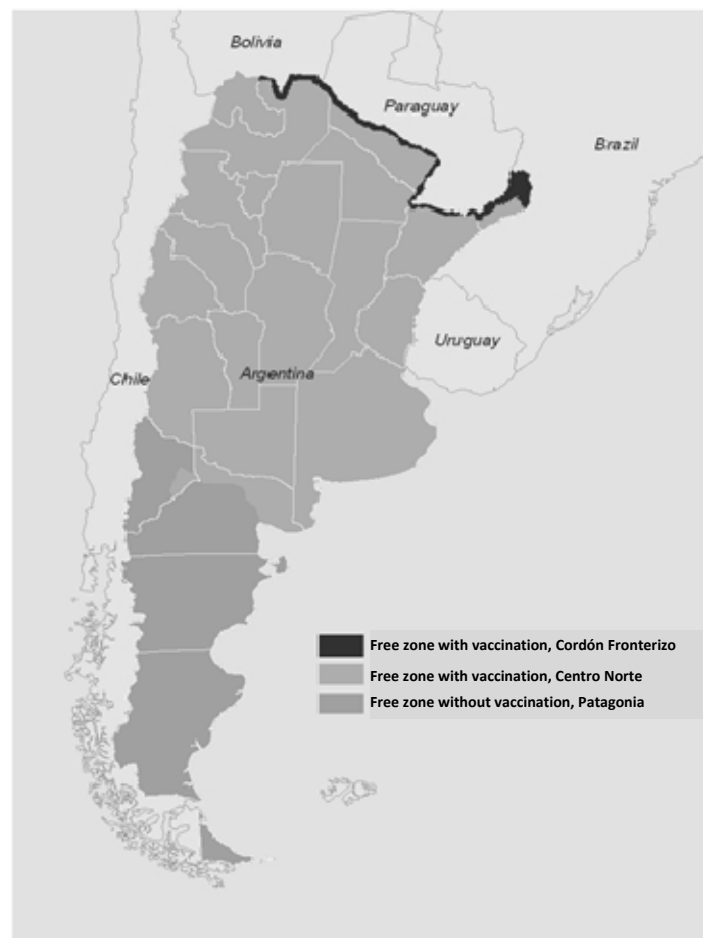 Bolivia
Paraguay
Brazil
Uruguay
Chile
Argentina
Free zone with vaccination, Cordón Fronterizo
Free zone with vaccination, Centro Norte
Free zone without vaccination, Patagonia